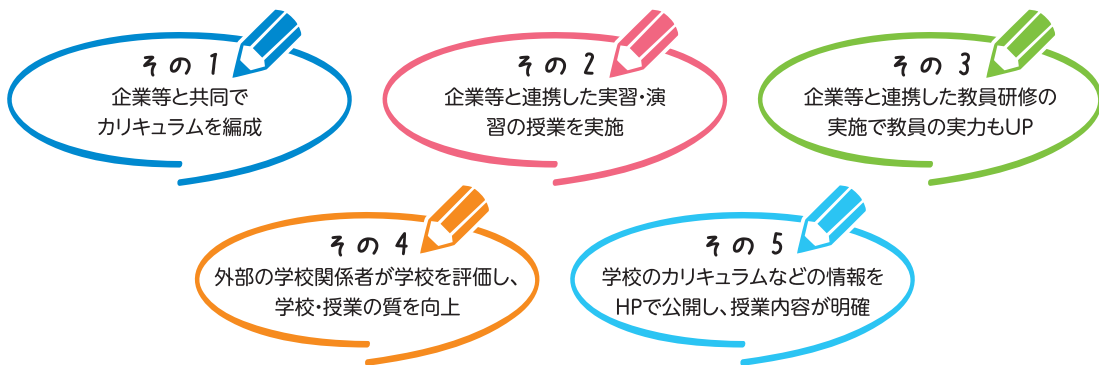 その1
企業等と共同で
カリキュラムを編成
その2
企業等と連携した実習・演
習の授業を実施
その3
企業等と連携した教員研修の
実施で教員の実力もUP
その4
外部の学校関係者が学校を評価し、
学校・授業の質を向上
その5
学校のカリキュラムなどの情報を
HPで公開し、授業内容が明確